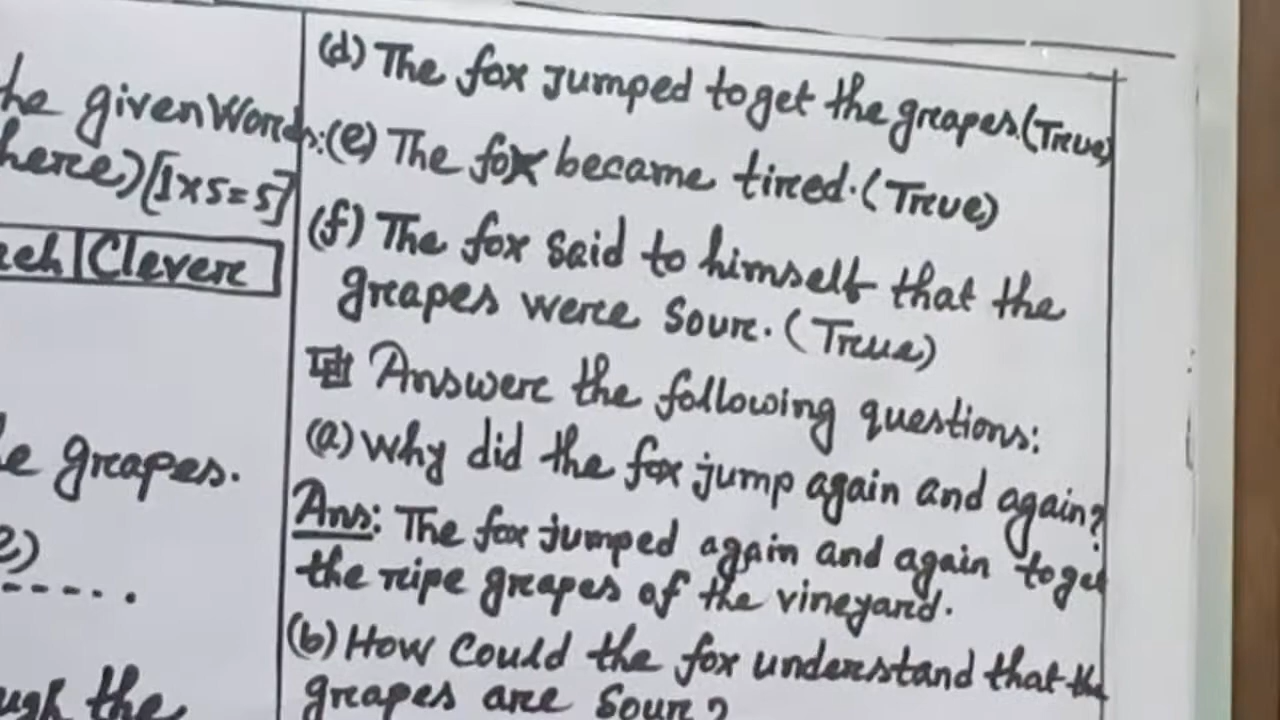 he given Words:
here) [1x5=5]
Clever
e grapes.
e)
-----.
ugh the
(d) The fox jumped to get the grapes. (True)
(e) The fox became tired. (True)
(f) The fox said to himself that the
grapes were sour. (True)
Answer the following questions:
(a) Why did the fox jump again and again?
Ans: The fox jumped again and again to get
the ripe grapes of the vineyard.
(b) How Could the fox understand that the
grapes are sour?